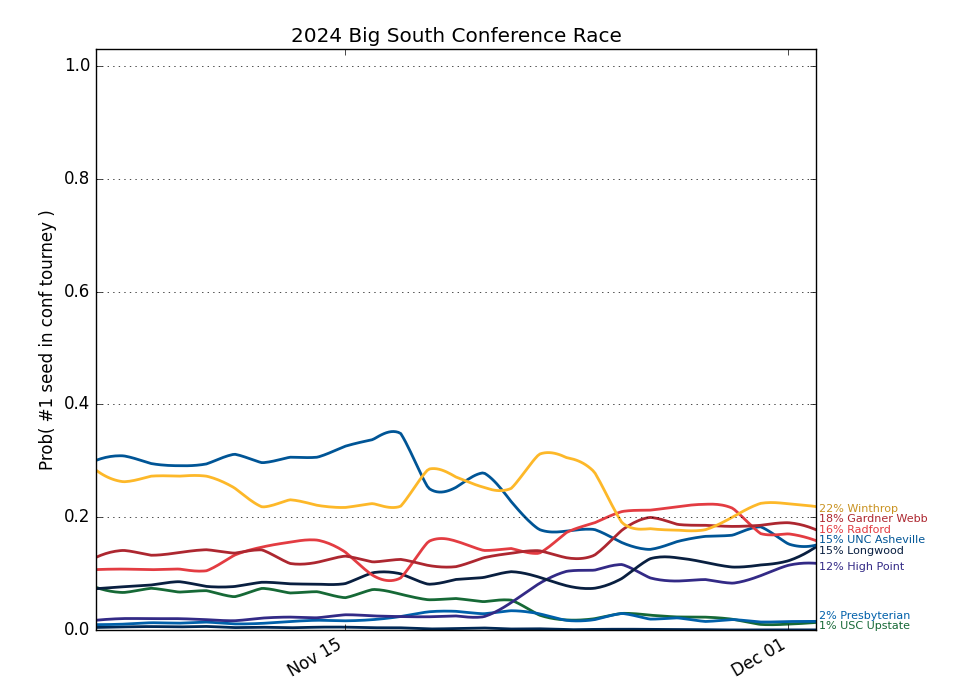 2024 Big South Conference Race
Prob( #1 seed in conf tourney )
1.0
0.8
0.6
0.4
0.2
0.0
Nov 15
Dec 01
22% Winthrop
18% Gardner Webb
16% Radford
15% UNC Asheville
15% Longwood
12% High Point
2% Presbyterian
1% USC Upstate